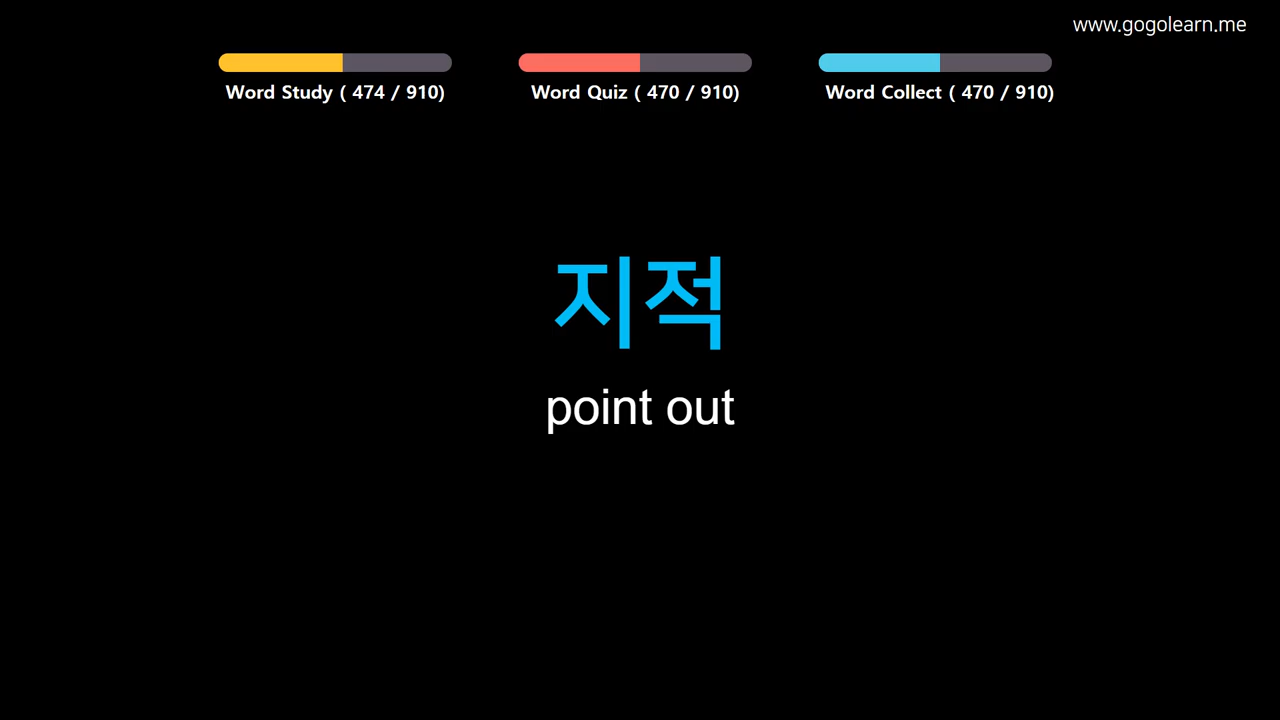 www.gogolearn.me
Word Study ( 474 / 910)
Word Quiz ( 470 / 910)
Word Collect ( 470 / 910)
지적
point out